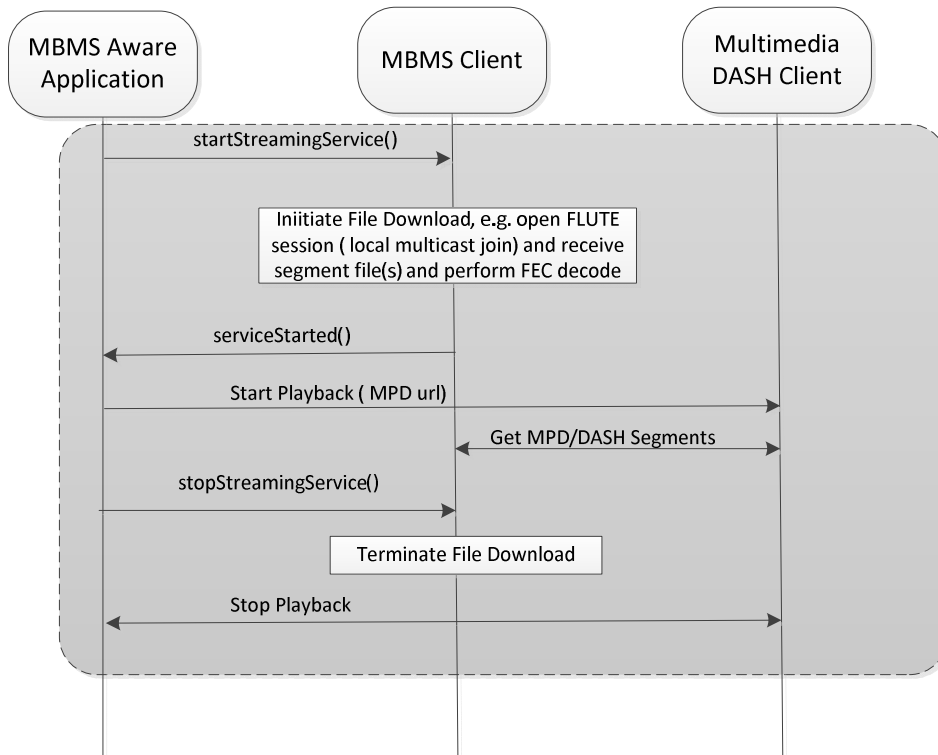 MBMS Aware
Application
MBMS Client
Multimedia
DASH Client
startStreamingService()
Iniitiate File Download, e.g. open FLUTE
session ( local multicast join) and receive
segment file(s) and perform FEC decode
serviceStarted()
Start Playback ( MPD url)
Get MPD/DASH Segments
stopStreamingService()
Terminate File Download
Stop Playback